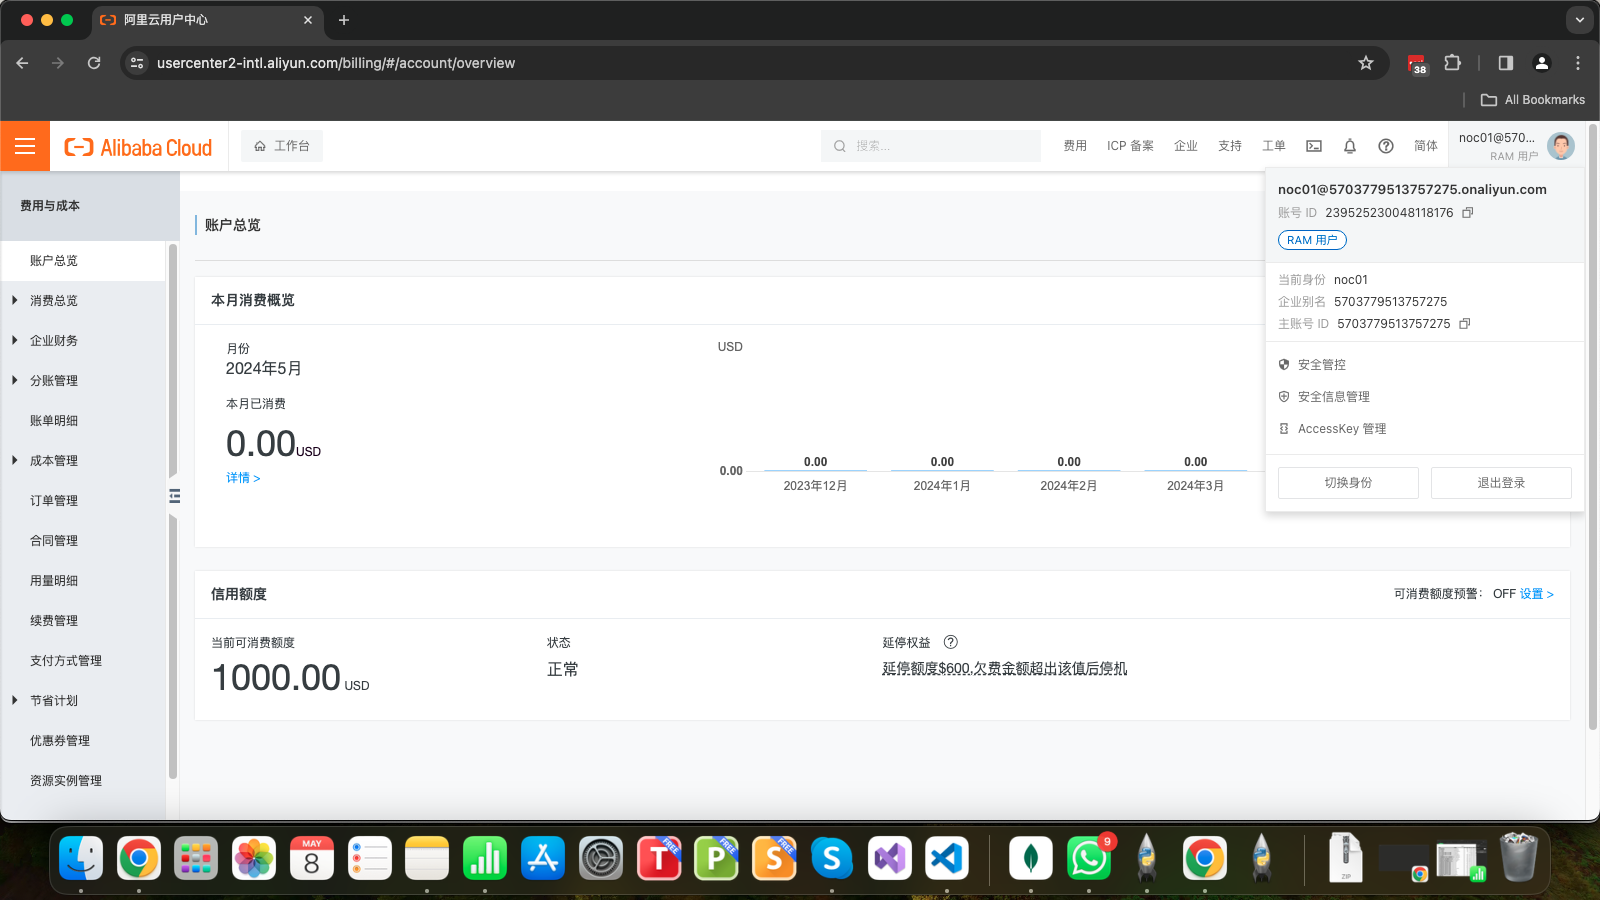 阿里云用户中心
usercenter2-intl.aliyun.com/billing/#/account/overview
38
All Bookmarks
Alibaba Cloud
工作台
搜索...
费用
ICP 备案
企业
支持
工单
简体
noc01@570...
RAM 用户
noc01@5703779513757275.onaliyun.com
账号 ID 239525230048118176
RAM 用户
当前身份 noc01
企业别名 5703779513757275
主账号 ID 5703779513757275
安全管控
安全信息管理
AccessKey 管理
切换身份
退出登录
费用与成本
账户总览
消费总览
企业财务
分账管理
账单明细
成本管理
订单管理
合同管理
用量明细
续费管理
支付方式管理
节省计划
优惠券管理
资源实例管理
账户总览
本月消费概览
月份
2024年5月
本月已消费
0.00USD
详情 >
USD
0.00
0.00
0.00
0.00
0.00
2023年12月
2024年1月
2024年2月
2024年3月
信用额度
可消费额度预警： OFF 设置 >
当前可消费额度
1000.00 USD
状态
正常
延停权益
延停额度$600,欠费金额超出该值后停机
MAY
8
T
FREE
P
FREE
S
FREE
S
9
ZIP